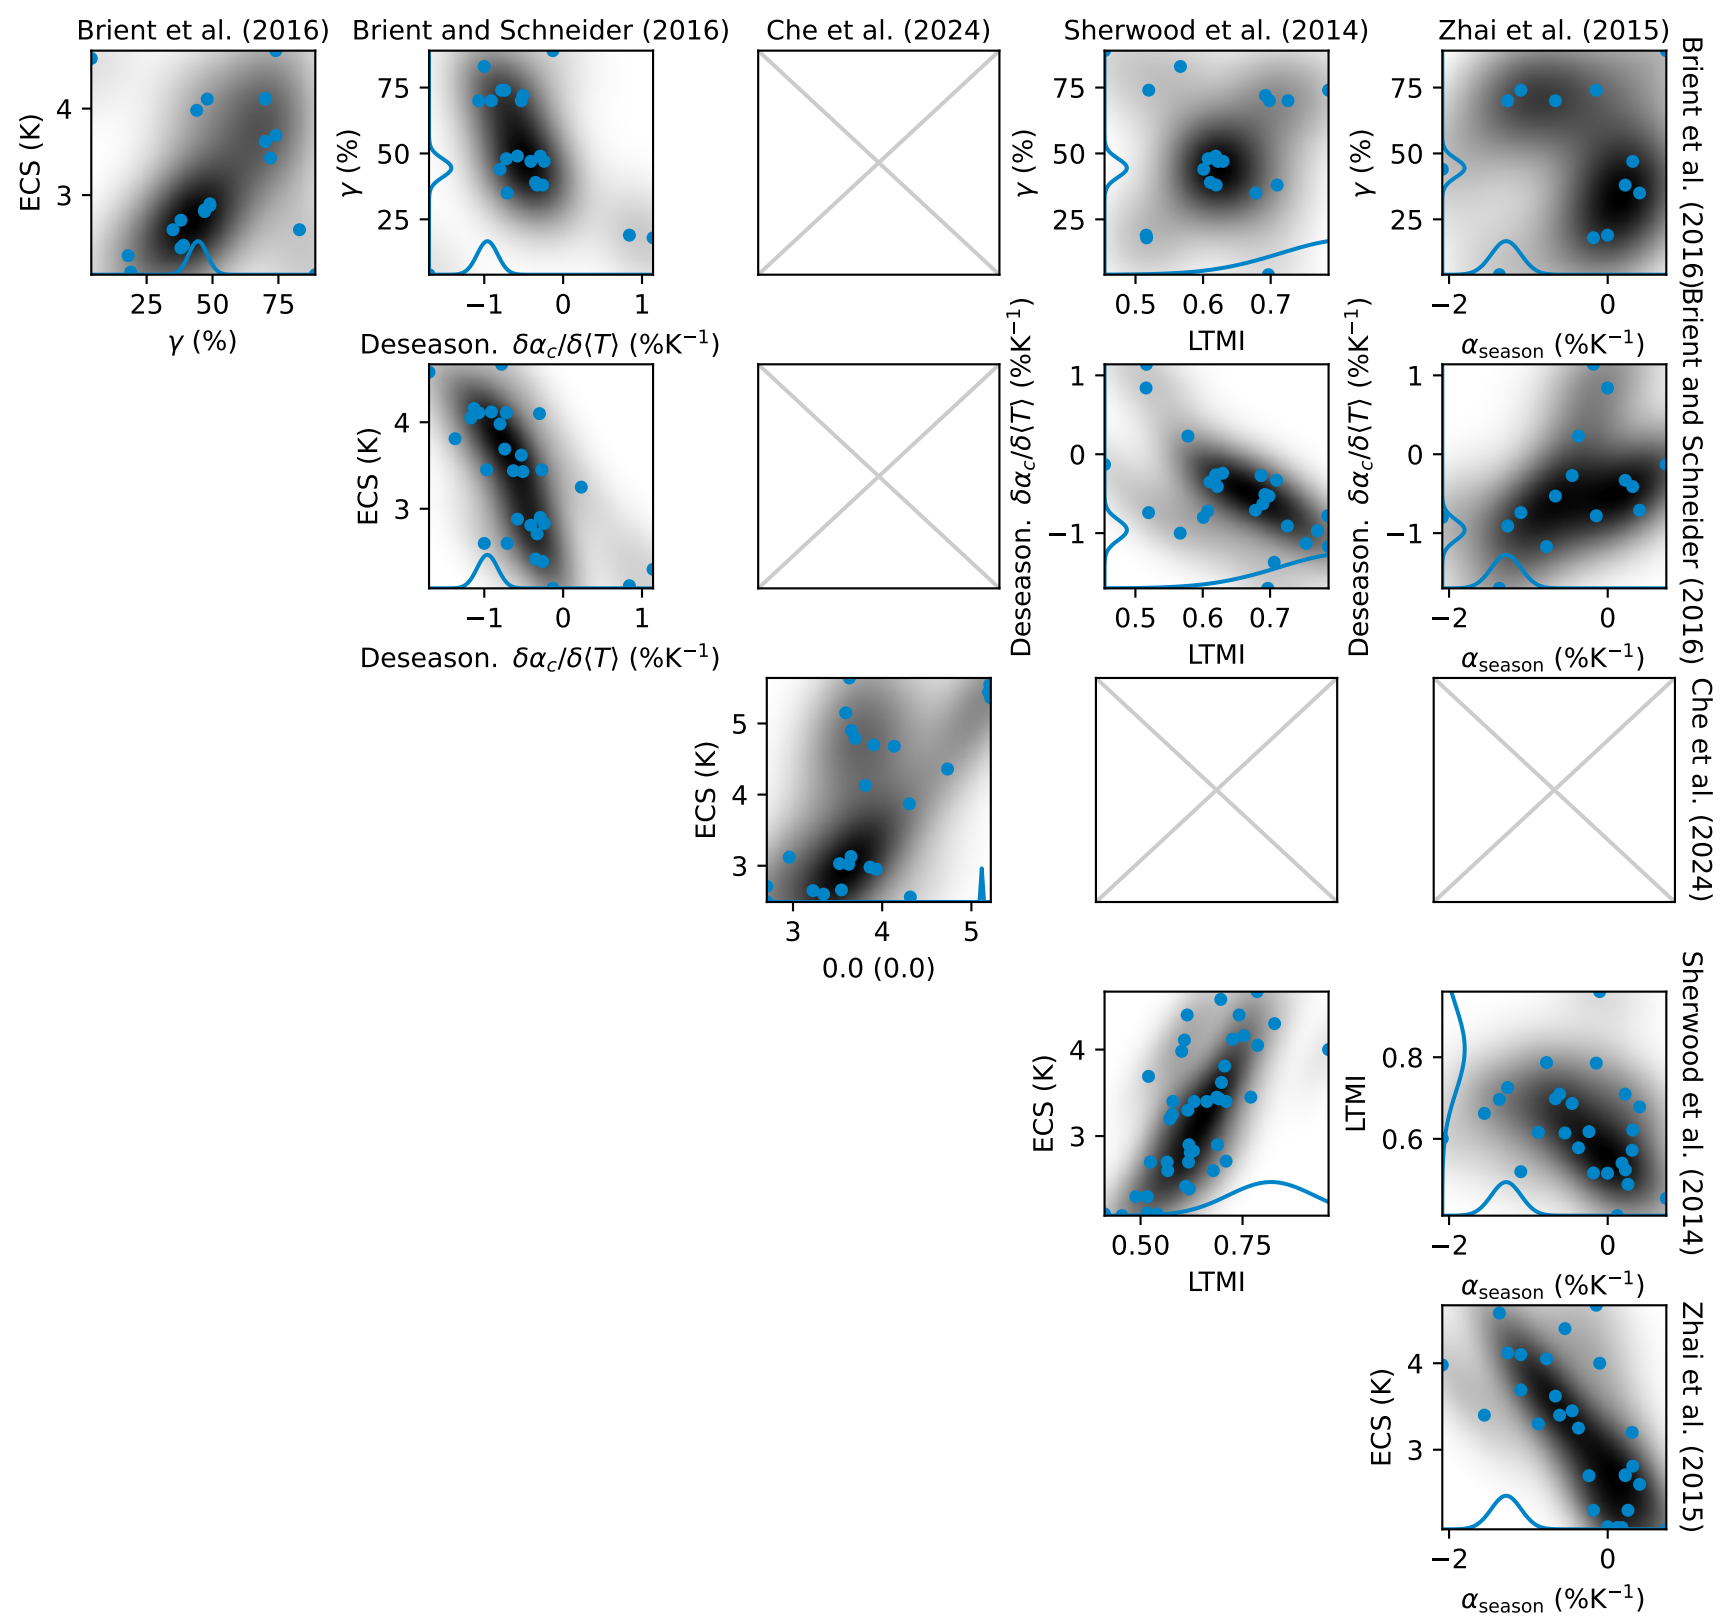 Brient et al. (2016)
Brient and Schneider (2016)
Che et al. (2024)
Sherwood et al. (2014)
Zhai et al. (2015)
ECS (K)
4
3
25
50
75
γ (%)
γ (%)
75
50
25
−1
0
1
Deseason. δα_c/δ⟨T⟩ (%K⁻¹)
γ (%)
75
50
25
0.5
0.6
0.7
LTMI
γ (%)
75
50
25
−2
0
α_season (%K⁻¹)
Brient et al. (2016)
ECS (K)
4
3
−1
0
1
Deseason. δα_c/δ⟨T⟩ (%K⁻¹)
Deseason. δα_c/δ⟨T⟩ (%K⁻¹)
1
0
−1
0.5
0.6
0.7
LTMI
Deseason. δα_c/δ⟨T⟩ (%K⁻¹)
1
0
−1
−2
0
α_season (%K⁻¹)
Brient and Schneider (2016)
ECS (K)
5
4
3
3
4
5
0.0 (0.0)
Che et al. (2024)
ECS (K)
4
3
0.50
0.75
LTMI
LTMI
0.8
0.6
−2
0
α_season (%K⁻¹)
Sherwood et al. (2014)
ECS (K)
4
3
−2
0
α_season (%K⁻¹)
Zhai et al. (2015)